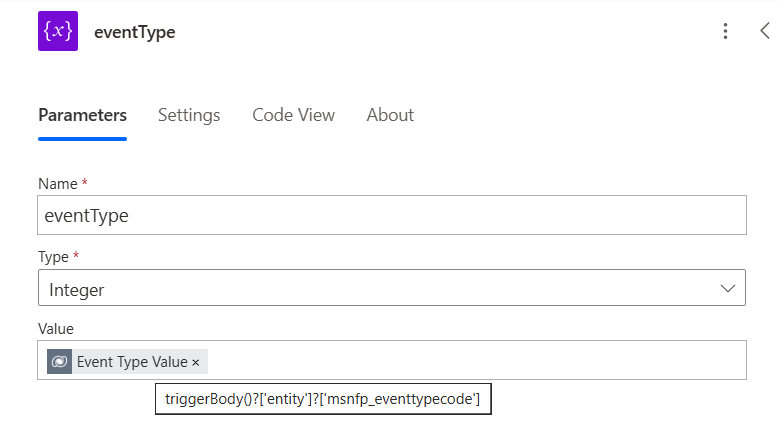 {x} eventType
Parameters Settings Code View About
Name *
eventType
Type *
Integer
Value
Event Type Value ×
triggerBody()?['entity']?['msnfp_eventtypecode']